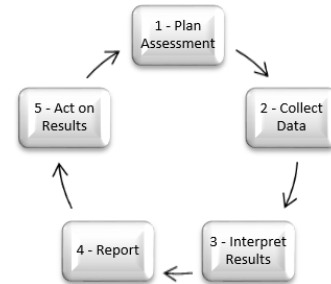 1 - Plan
Assessment
2 - Collect
Data
3 - Interpret
Results
4 - Report
5 - Act on
Results